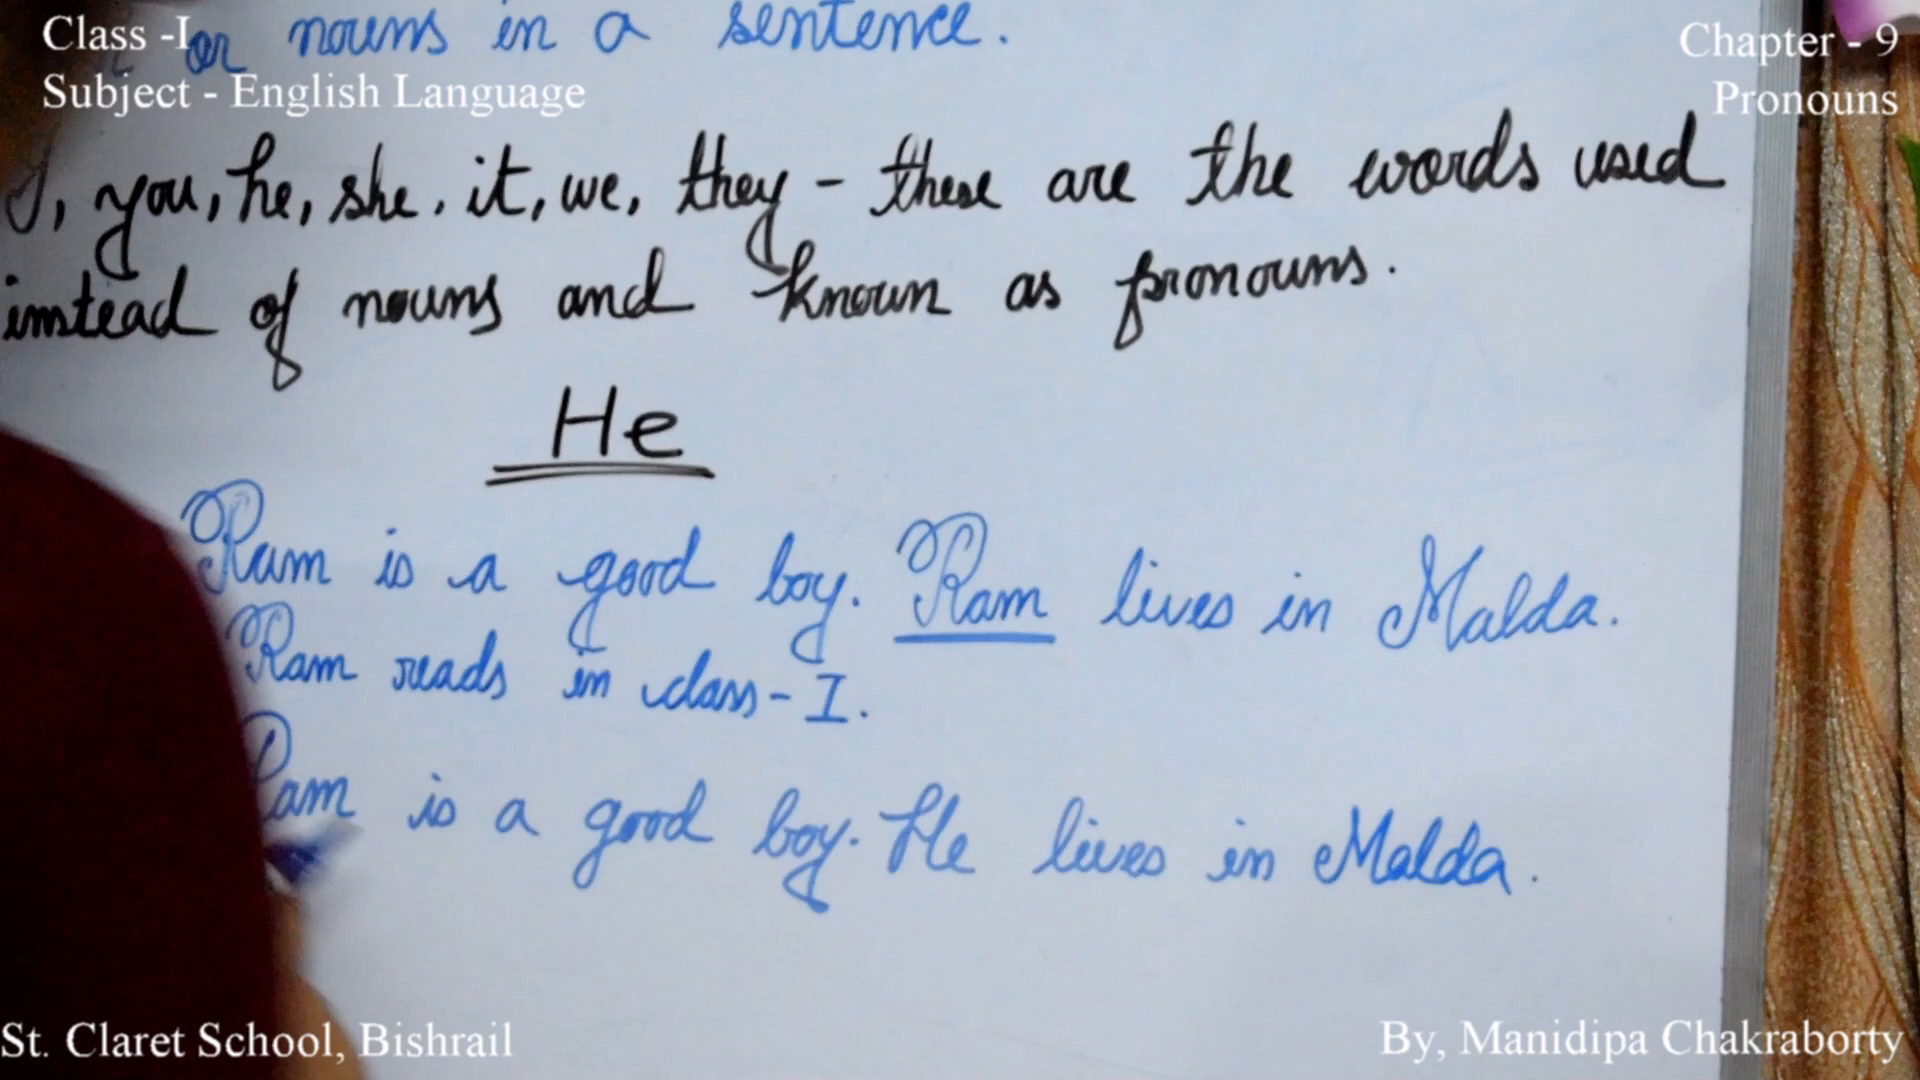 Class -I
Subject - English Language
Chapter - 9
Pronouns
or nouns in a sentence.
I, you, he, she, it, we, they - these are the words used
instead of nouns and known as pronouns.
He
Ram is a good boy. Ram lives in Malda.
Ram reads in class-I.
Ram is a good boy. He lives in Malda.
St. Claret School, Bishrail
By, Manidipa Chakraborty